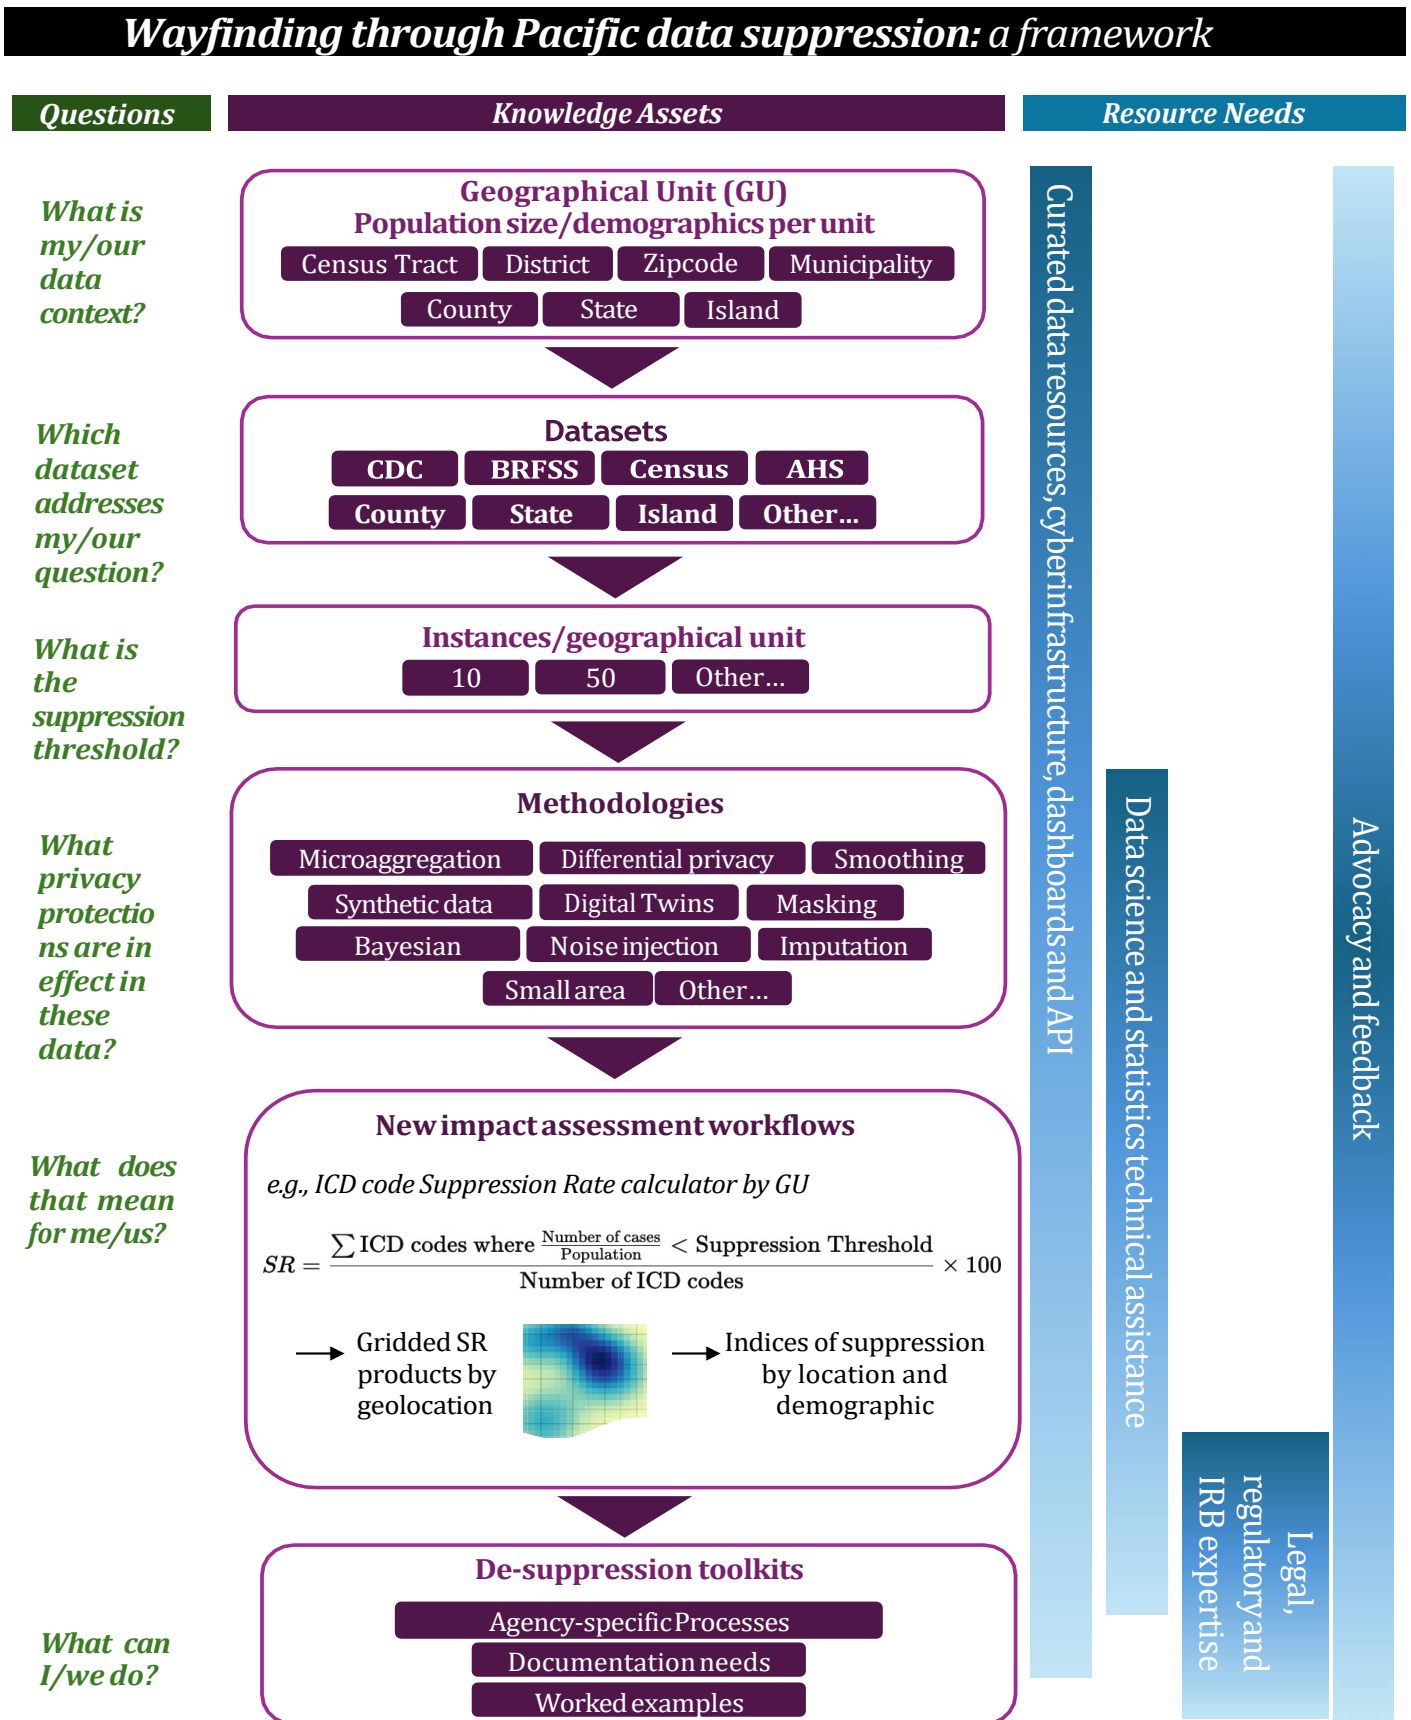 Wayfinding through Pacific data suppression: a framework
Questions
Knowledge Assets
Resource Needs
What is
my/our
data
context?
Geographical Unit (GU)
Population size/demographics per unit
Census Tract District Zipcode Municipality
County State Island
Which
dataset
addresses
my/our
question?
Datasets
CDC BRFSS Census AHS
County State Island Other...
What is
the
suppression
threshold?
Instances/geographical unit
10 50 Other...
What
privacy
protectio
ns are in
effect in
these
data?
Methodologies
Microaggregation Differential privacy Smoothing
Synthetic data Digital Twins Masking
Bayesian Noise injection Imputation
Small area Other...
What does
that mean
for me/us?
New impact assessment workflows
e.g., ICD code Suppression Rate calculator by GU
SR = ∑ ICD codes where Number of cases / Population < Suppression Threshold / Number of ICD codes × 100
Gridded SR
products by
geolocation
Indices of suppression
by location and
demographic
What can
I/we do?
De-suppression toolkits
Agency-specific Processes
Documentation needs
Worked examples
Curated data resources, cyberinfrastructure, dashboards and API
Data science and statistics technical assistance
Legal,
regulatory and
IRB expertise
Advocacy and feedback